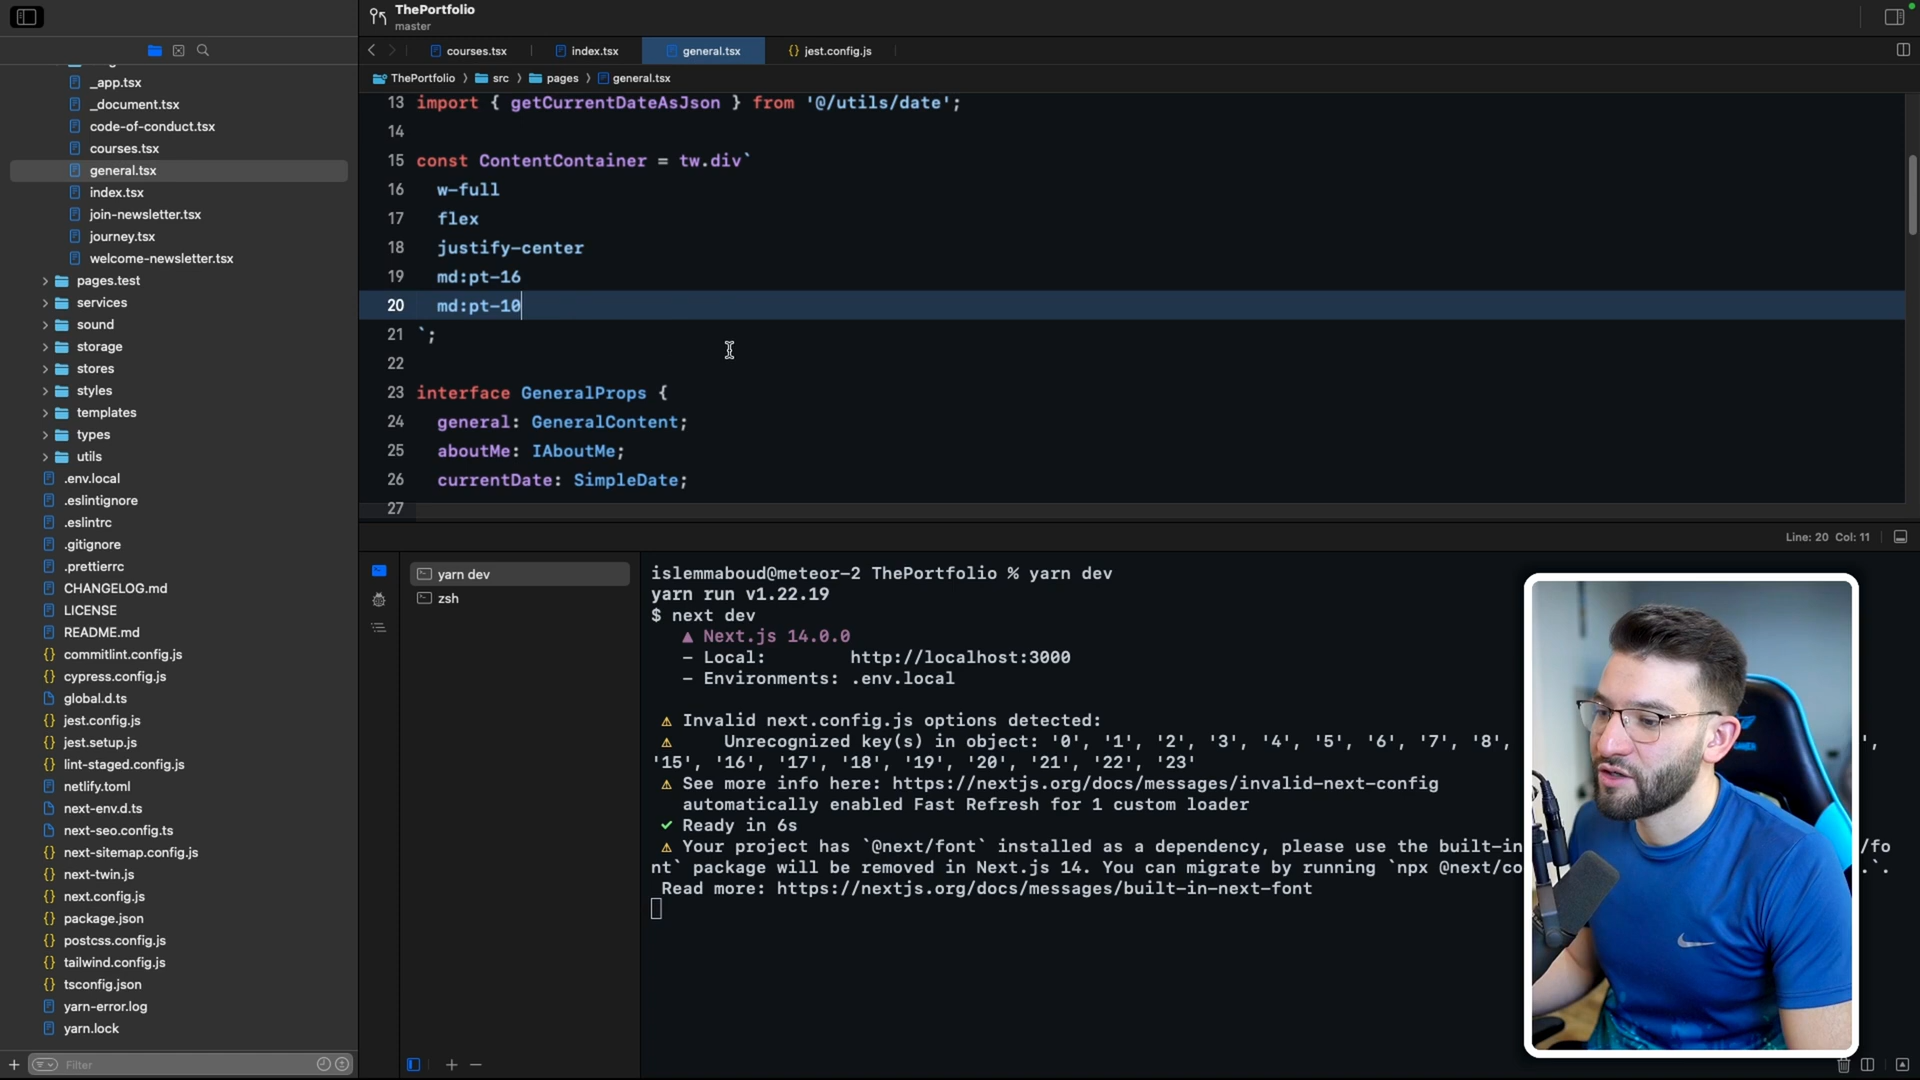 ThePortfolio
master
courses.tsx
index.tsx
general.tsx
{} jest.config.js
ThePortfolio 〉 src 〉 pages 〉 general.tsx
_app.tsx
_document.tsx
code-of-conduct.tsx
courses.tsx
general.tsx
index.tsx
join-newsletter.tsx
journey.tsx
welcome-newsletter.tsx
pages.test
services
sound
storage
stores
styles
templates
types
utils
.env.local
.eslintignore
.eslintrc
.gitignore
.prettierrc
CHANGELOG.md
LICENSE
README.md
{} commitlint.config.js
{} cypress.config.js
global.d.ts
{} jest.config.js
{} jest.setup.js
{} lint-staged.config.js
netlify.toml
next-env.d.ts
next-seo.config.ts
{} next-sitemap.config.js
{} next-twin.js
{} next.config.js
{} package.json
{} postcss.config.js
{} tailwind.config.js
{} tsconfig.json
yarn-error.log
yarn.lock
Filter
13 import { getCurrentDateAsJson } from '@/utils/date';
14
15 const ContentContainer = tw.div`
16 w-full
17 flex
18 justify-center
19 md:pt-16
20 md:pt-10
21 `;
22
23 interface GeneralProps {
24 general: GeneralContent;
25 aboutMe: IAboutMe;
26 currentDate: SimpleDate;
27
Line: 20 Col: 11
yarn dev
zsh
islemmaboud@meteor-2 ThePortfolio % yarn dev
yarn run v1.22.19
$ next dev
▲ Next.js 14.0.0
- Local: http://localhost:3000
- Environments: .env.local
⚠ Invalid next.config.js options detected:
⚠ Unrecognized key(s) in object: '0', '1', '2', '3', '4', '5', '6', '7', '8', ',
'15', '16', '17', '18', '19', '20', '21', '22', '23'
⚠ See more info here: https://nextjs.org/docs/messages/invalid-next-config
automatically enabled Fast Refresh for 1 custom loader
✓ Ready in 6s
⚠ Your project has `@next/font` installed as a dependency, please use the built-in /fo
nt` package will be removed in Next.js 14. You can migrate by running `npx @next/co .`.
Read more: https://nextjs.org/docs/messages/built-in-next-font